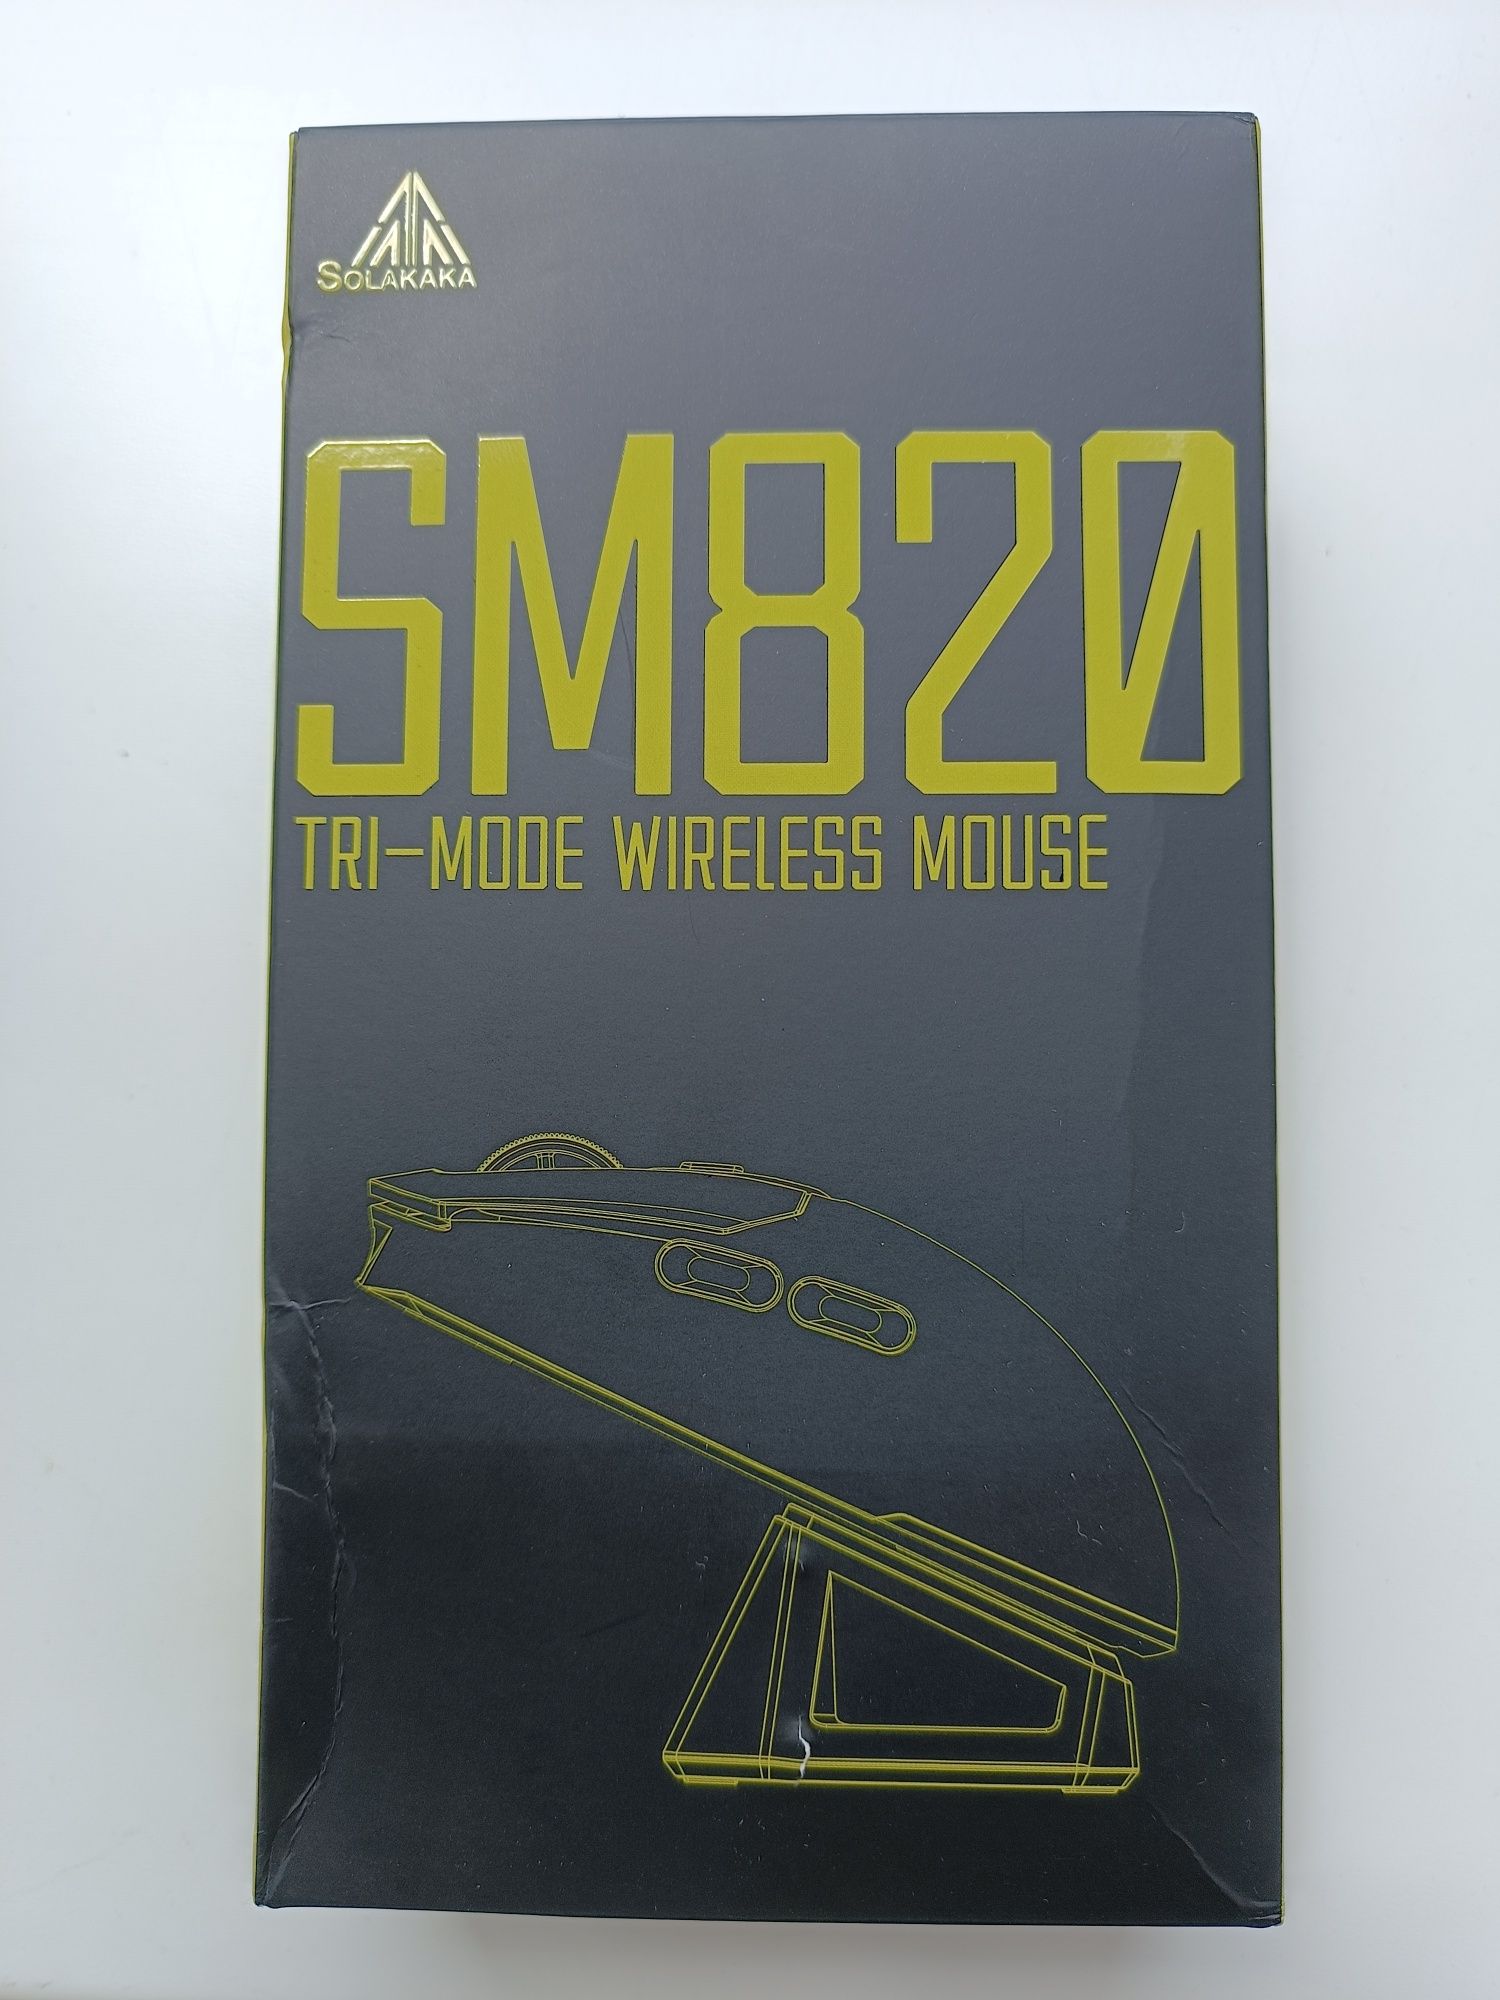 SOLAKAKA
SM820
TRI-MODE WIRELESS MOUSE